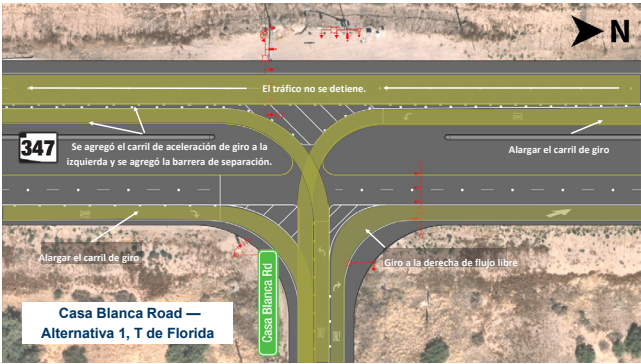 N
El tráfico no se detiene.
347
Se agregó el carril de aceleración de giro a la
izquierda y se agregó la barrera de separación.
Alargar el carril de giro
Alargar el carril de giro
Giro a la derecha de flujo libre
Casa Blanca Rd
Casa Blanca Road —
Alternativa 1, T de Florida